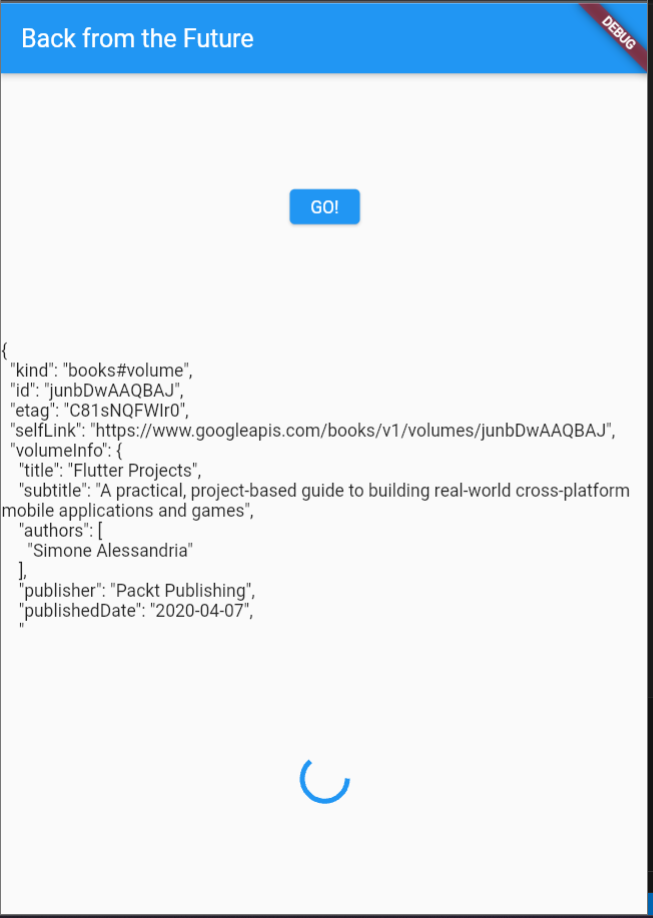 Back from the Future
DEBUG
GO!
{
"kind": "books#volume",
"id": "junbDwAAQBAJ",
"etag": "C81sNQFWIr0",
"selfLink": "https://www.googleapis.com/books/v1/volumes/junbDwAAQBAJ",
"volumeInfo": {
"title": "Flutter Projects",
"subtitle": "A practical, project-based guide to building real-world cross-platform
mobile applications and games",
"authors": [
"Simone Alessandria"
],
"publisher": "Packt Publishing",
"publishedDate": "2020-04-07",
"